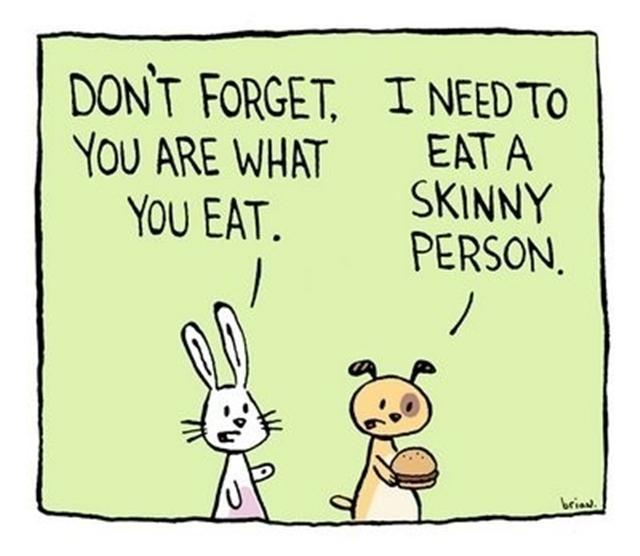 DON'T FORGET,
YOU ARE WHAT
YOU EAT.
I NEED TO
EAT A
SKINNY
PERSON.
brian.